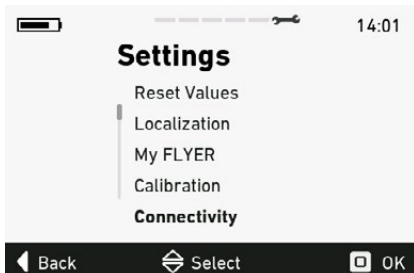 14:01
Settings
Reset Values
Localization
My FLYER
Calibration
Connectivity
Back Select OK